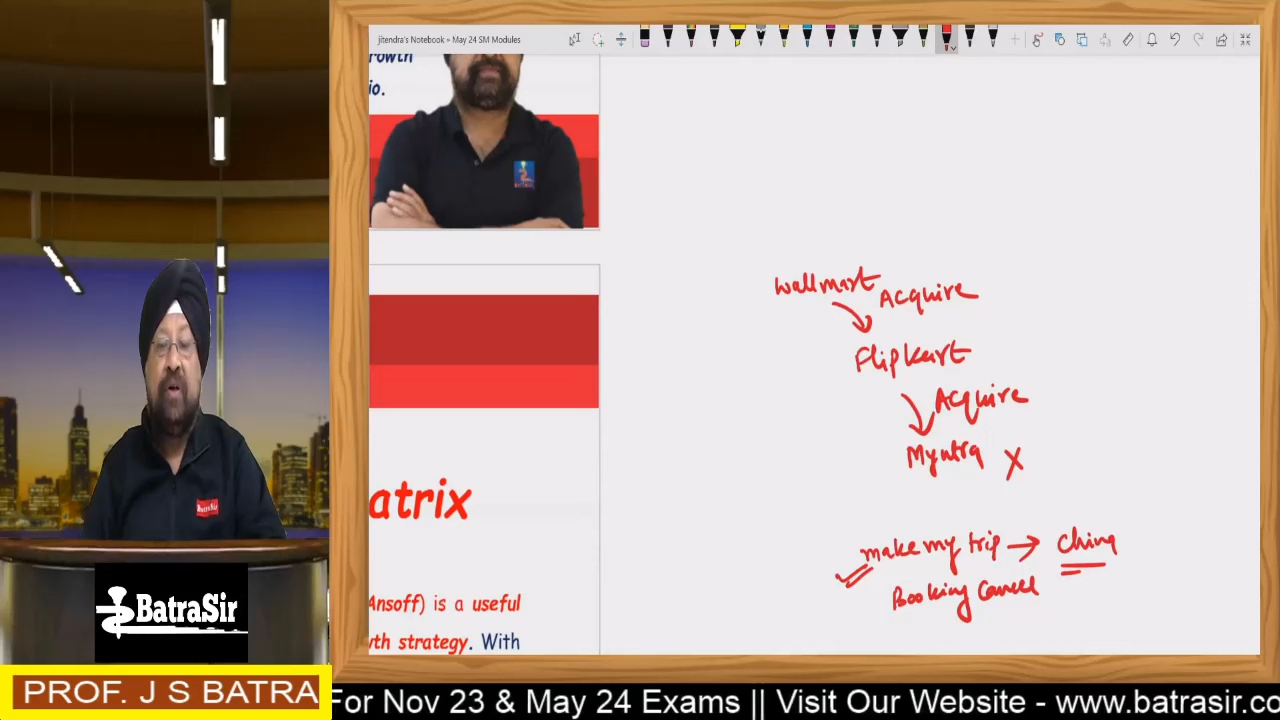 jitendra's Notebook » May 24 SM Modules
rowth
io.
wallmart Acquire
Flipkart
Acquire
Myntra X
atrix
make my trip → China
Booking Cancel
Ansoff) is a useful
wth strategy. With
BatraSir
PROF. J S BATRA
For Nov 23 & May 24 Exams || Visit Our Website - www.batrasir.co